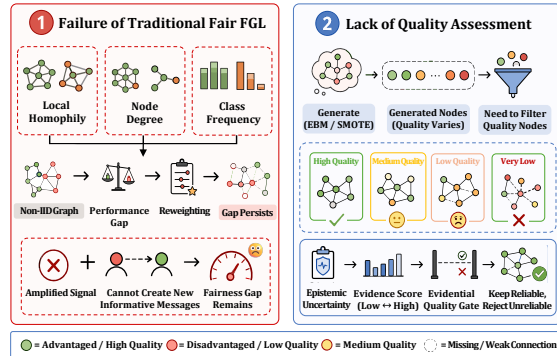 1 Failure of Traditional Fair FGL
Local
Homophily
Node
Degree
Class
Frequency
Non-IID Graph
Performance
Gap
Reweighting
Gap Persists
Amplified Signal
Cannot Create New
Informative Messages
Fairness Gap
Remains
2 Lack of Quality Assessment
Generate
(EBM / SMOTE)
Generated Nodes
(Quality Varies)
Need to Filter
Quality Nodes
High Quality
Medium Quality
Low Quality
Very Low
Epistemic
Uncertainty
Evidence Score
(Low ↔ High)
Evidential
Quality Gate
Keep Reliable,
Reject Unreliable
= Advantaged / High Quality
= Disadvantaged / Low Quality
= Medium Quality
= Missing/ Weak Connection